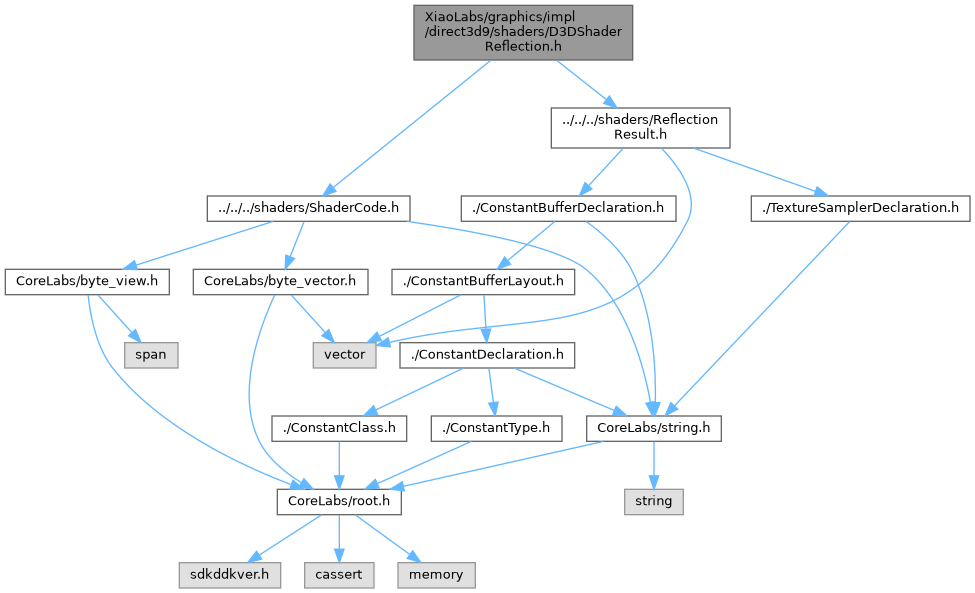 XiaoLabs/graphics/impl
/direct3d9/shaders/D3DShader
Reflection.h
../../../shaders/Reflection
Result.h
../../../shaders/ShaderCode.h
./ConstantBufferDeclaration.h
./TextureSamplerDeclaration.h
CoreLabs/byte_view.h
CoreLabs/byte_vector.h
./ConstantBufferLayout.h
span
vector
./ConstantDeclaration.h
./ConstantClass.h
./ConstantType.h
CoreLabs/string.h
CoreLabs/root.h
string
sdkddkver.h
cassert
memory